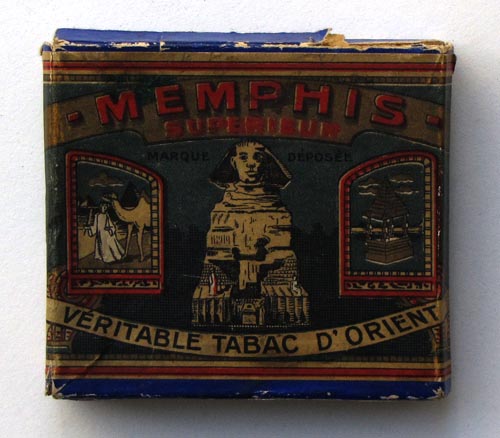 - MEMPHIS -
SUPERIEUR
MARQUE DÉPOSÉE
VÉRITABLE TABAC D'ORIENT